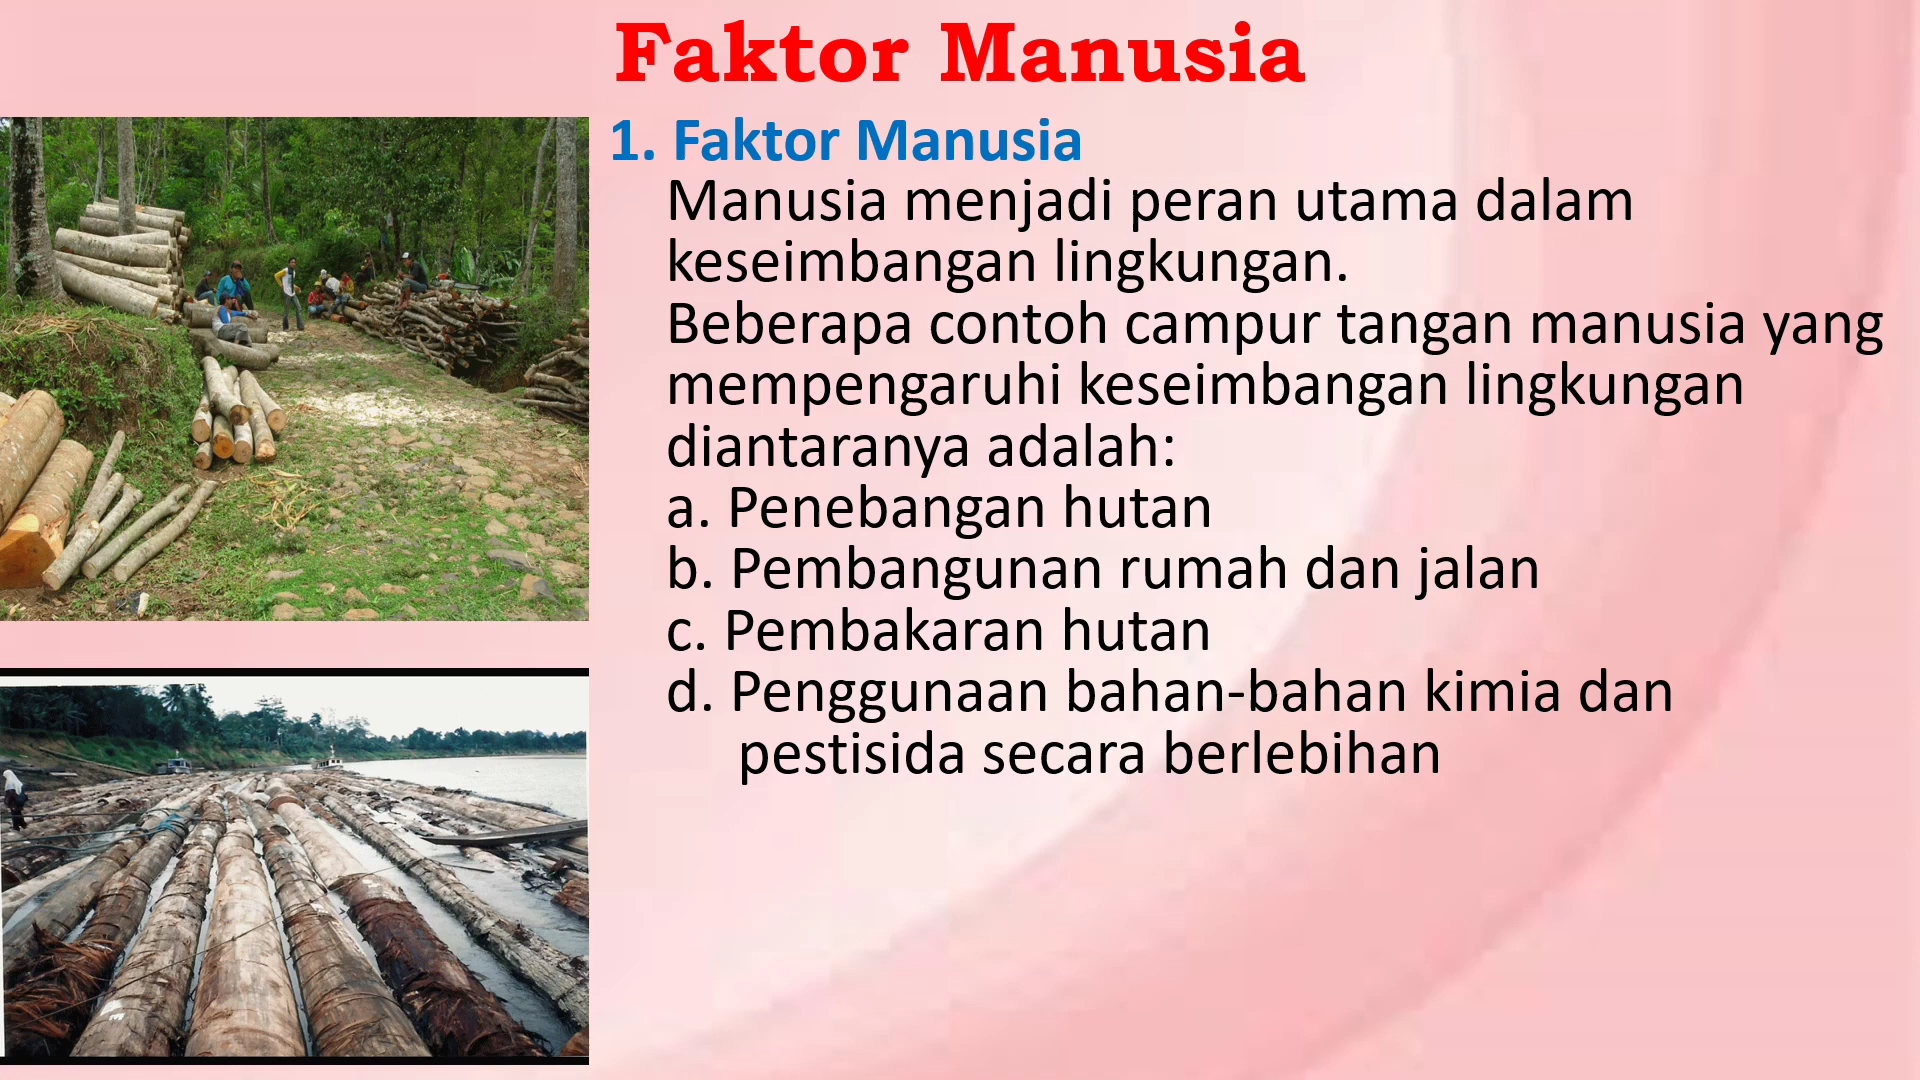 Faktor Manusia
1. Faktor Manusia
Manusia menjadi peran utama dalam
keseimbangan lingkungan.
Beberapa contoh campur tangan manusia yang
mempengaruhi keseimbangan lingkungan
diantaranya adalah:
a. Penebangan hutan
b. Pembangunan rumah dan jalan
c. Pembakaran hutan
d. Penggunaan bahan-bahan kimia dan
pestisida secara berlebihan